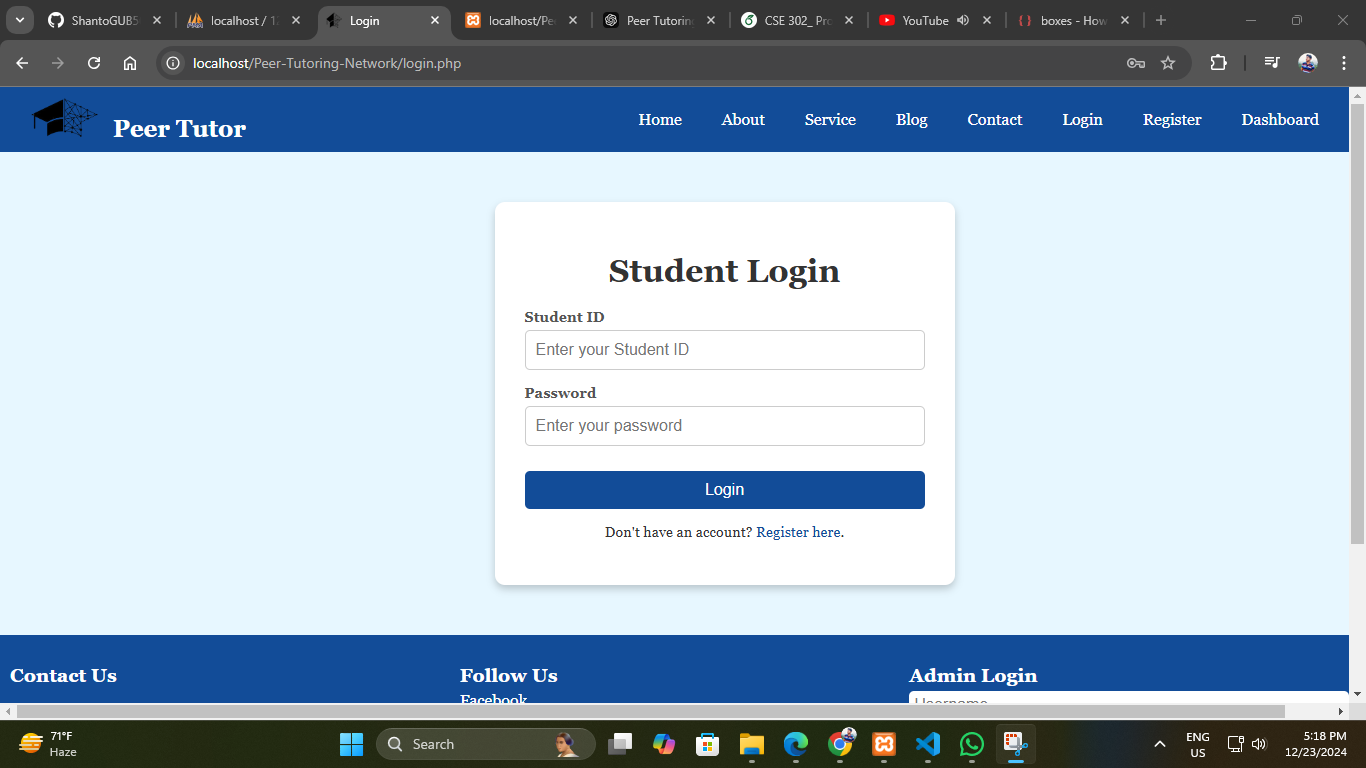 ShantoGUB5
localhost / 12
Login
localhost/Pee
Peer Tutoring
CSE 302_ Pro
YouTube
boxes - How
localhost/Peer-Tutoring-Network/login.php
Peer Tutor
Home About Service Blog Contact Login Register Dashboard
Student Login
Student ID
Enter your Student ID
Password
Enter your password
Login
Don't have an account? Register here.
Contact Us Follow Us Admin Login
Facebook Username
71°F
Haze
Search
ENG
US
5:18 PM
12/23/2024